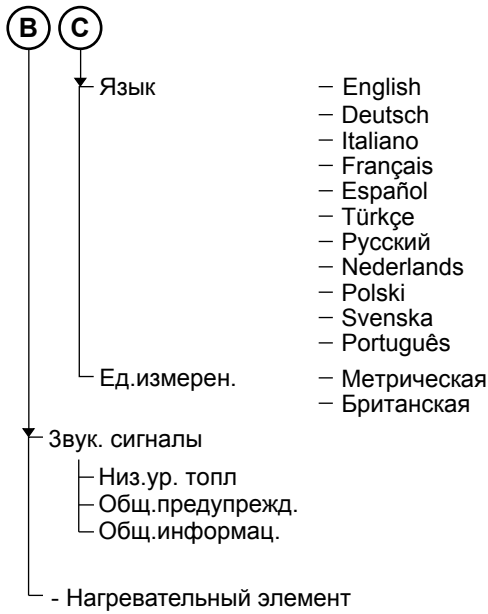 B C
Язык – English
– Deutsch
– Italiano
– Français
– Español
– Türkçe
– Русский
– Nederlands
– Polski
– Svenska
– Português
Ед.измерен. – Метрическая
– Британская
Звук. сигналы
Низ.ур. топл
Общ.предупрежд.
Общ.информац.
- Нагревательный элемент